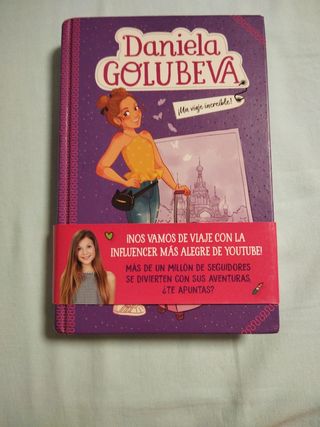 Daniela
GOLUBEVA
¡Un viaje increíble!
¡NOS VAMOS DE VIAJE CON LA
INFLUENCER MÁS ALEGRE DE YOUTUBE!
MÁS DE UN MILLÓN DE SEGUIDORES
SE DIVIERTEN CON SUS AVENTURAS,
¿TE APUNTAS?